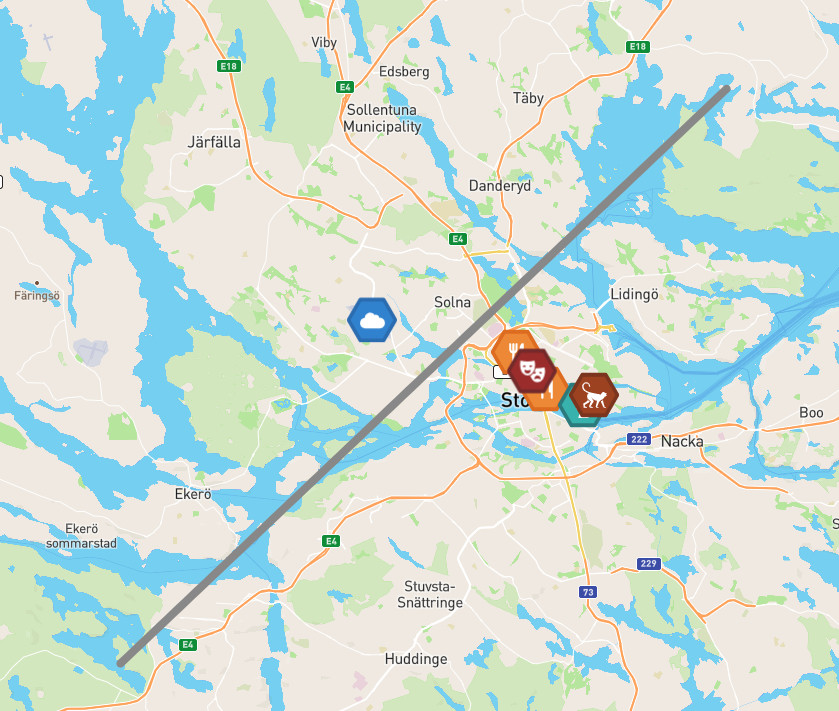 E18
Viby
E18
Edsberg
E4
Täby
Sollentuna
Municipality
Järfälla
Danderyd
E4
Färingsö
Lidingö
Solna
Sto
Boo
222
Nacka
Ekerö
Ekerö
sommarstad
E4
229
Stuvsta-
Snättringe
73
E4
Huddinge